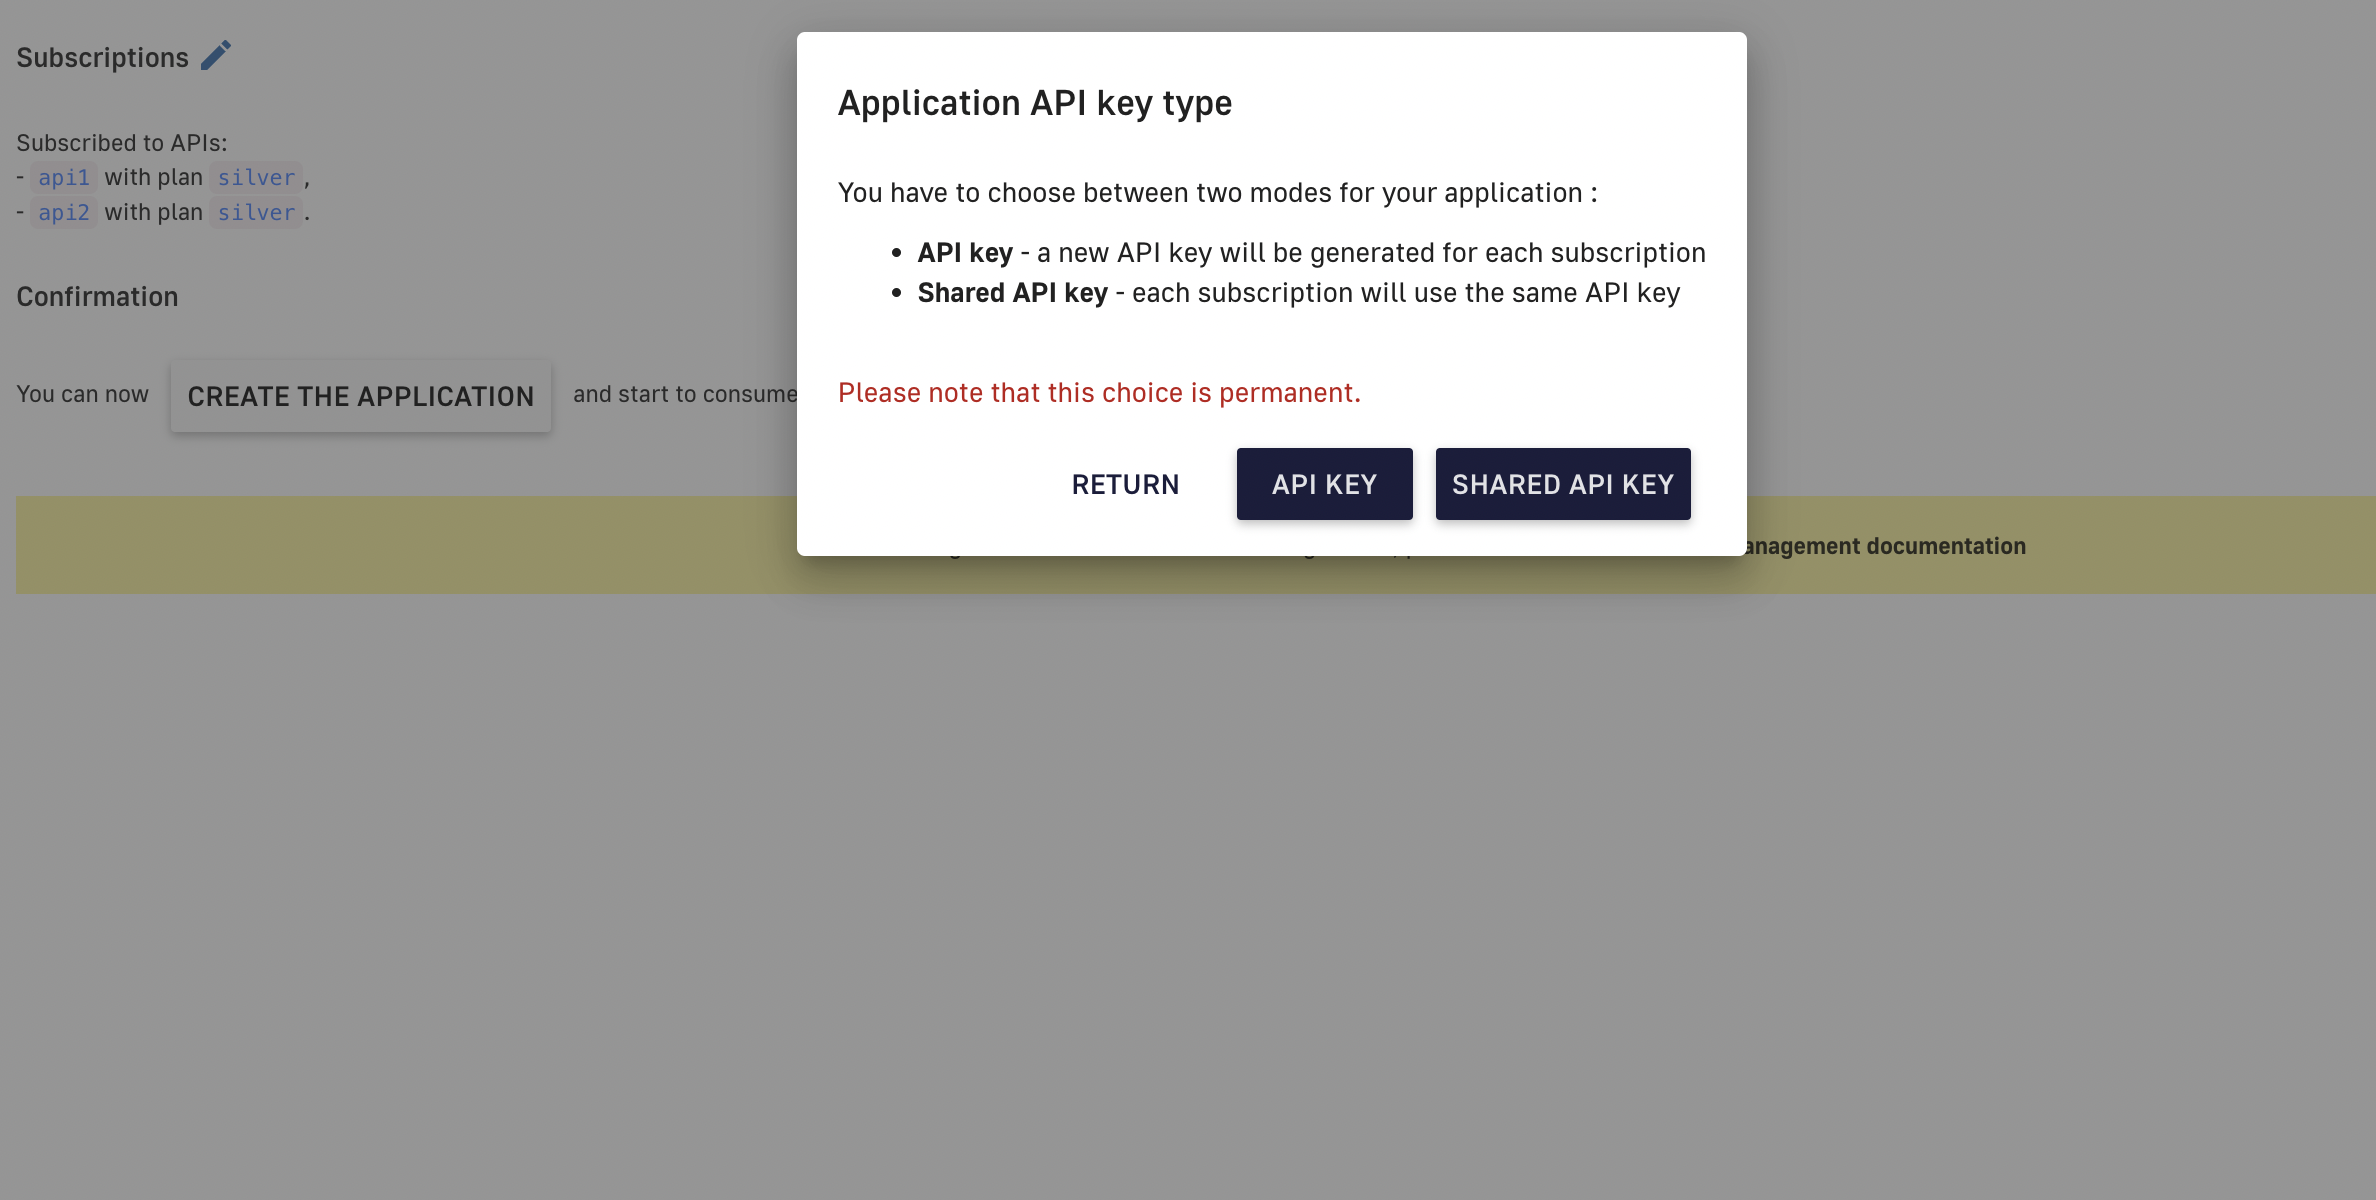 Subscriptions
Subscribed to APIs:
- api1 with plan silver,
- api2 with plan silver.
Confirmation
You can now CREATE THE APPLICATION and start to consume
Application API key type
You have to choose between two modes for your application :
• API key - a new API key will be generated for each subscription
• Shared API key - each subscription will use the same API key
Please note that this choice is permanent.
RETURN API KEY SHARED API KEY
documentation